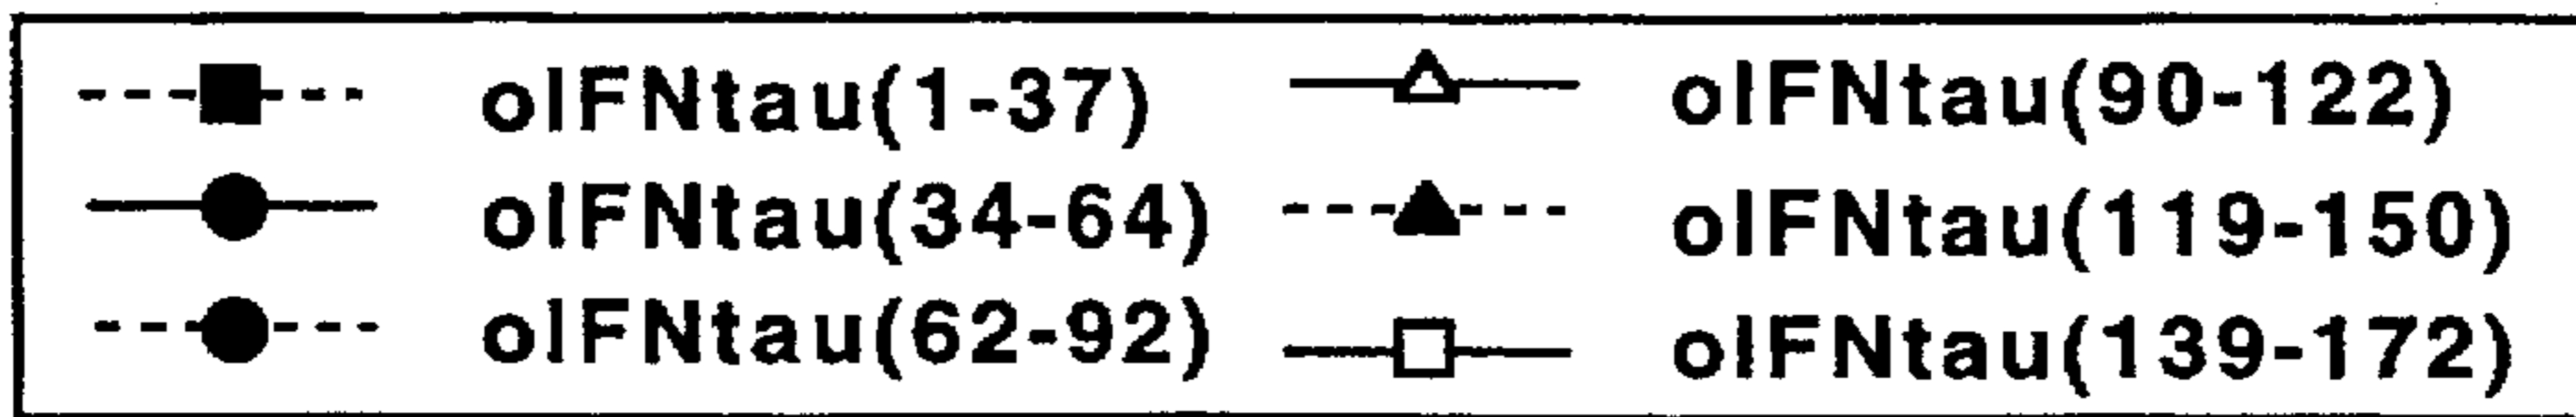 oIFNtau(1-37)
oIFNtau(34-64)
oIFNtau(62-92)
oIFNtau(90-122)
oIFNtau(119-150)
oIFNtau(139-172)